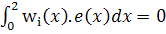 ∫₀² wᵢ(x).e(x)dx = 0